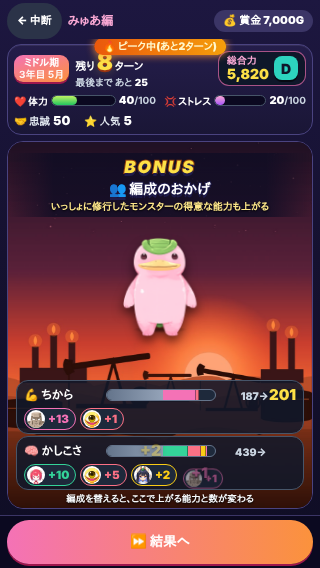 ← 中断
みゅあ編
💰 賞金 7,000G
🔥 ピーク中(あと2ターン)
ミドル期
3年目 5月
残り 8 ターン
最後まで あと 25
総合力
5,820
D
❤️ 体力 40/100
💢 ストレス 20/100
🤝 忠誠 50
⭐ 人気 5
BONUS
👥 編成のおかげ
いっしょに修行したモンスターの得意な能力も上がる
💪 ちから
187→201
+13
+1
🧠 かしこさ
+2
439→
+10
+5
+2
+1
編成を替えると、ここで上がる能力と数が変わる
⏩ 結果へ